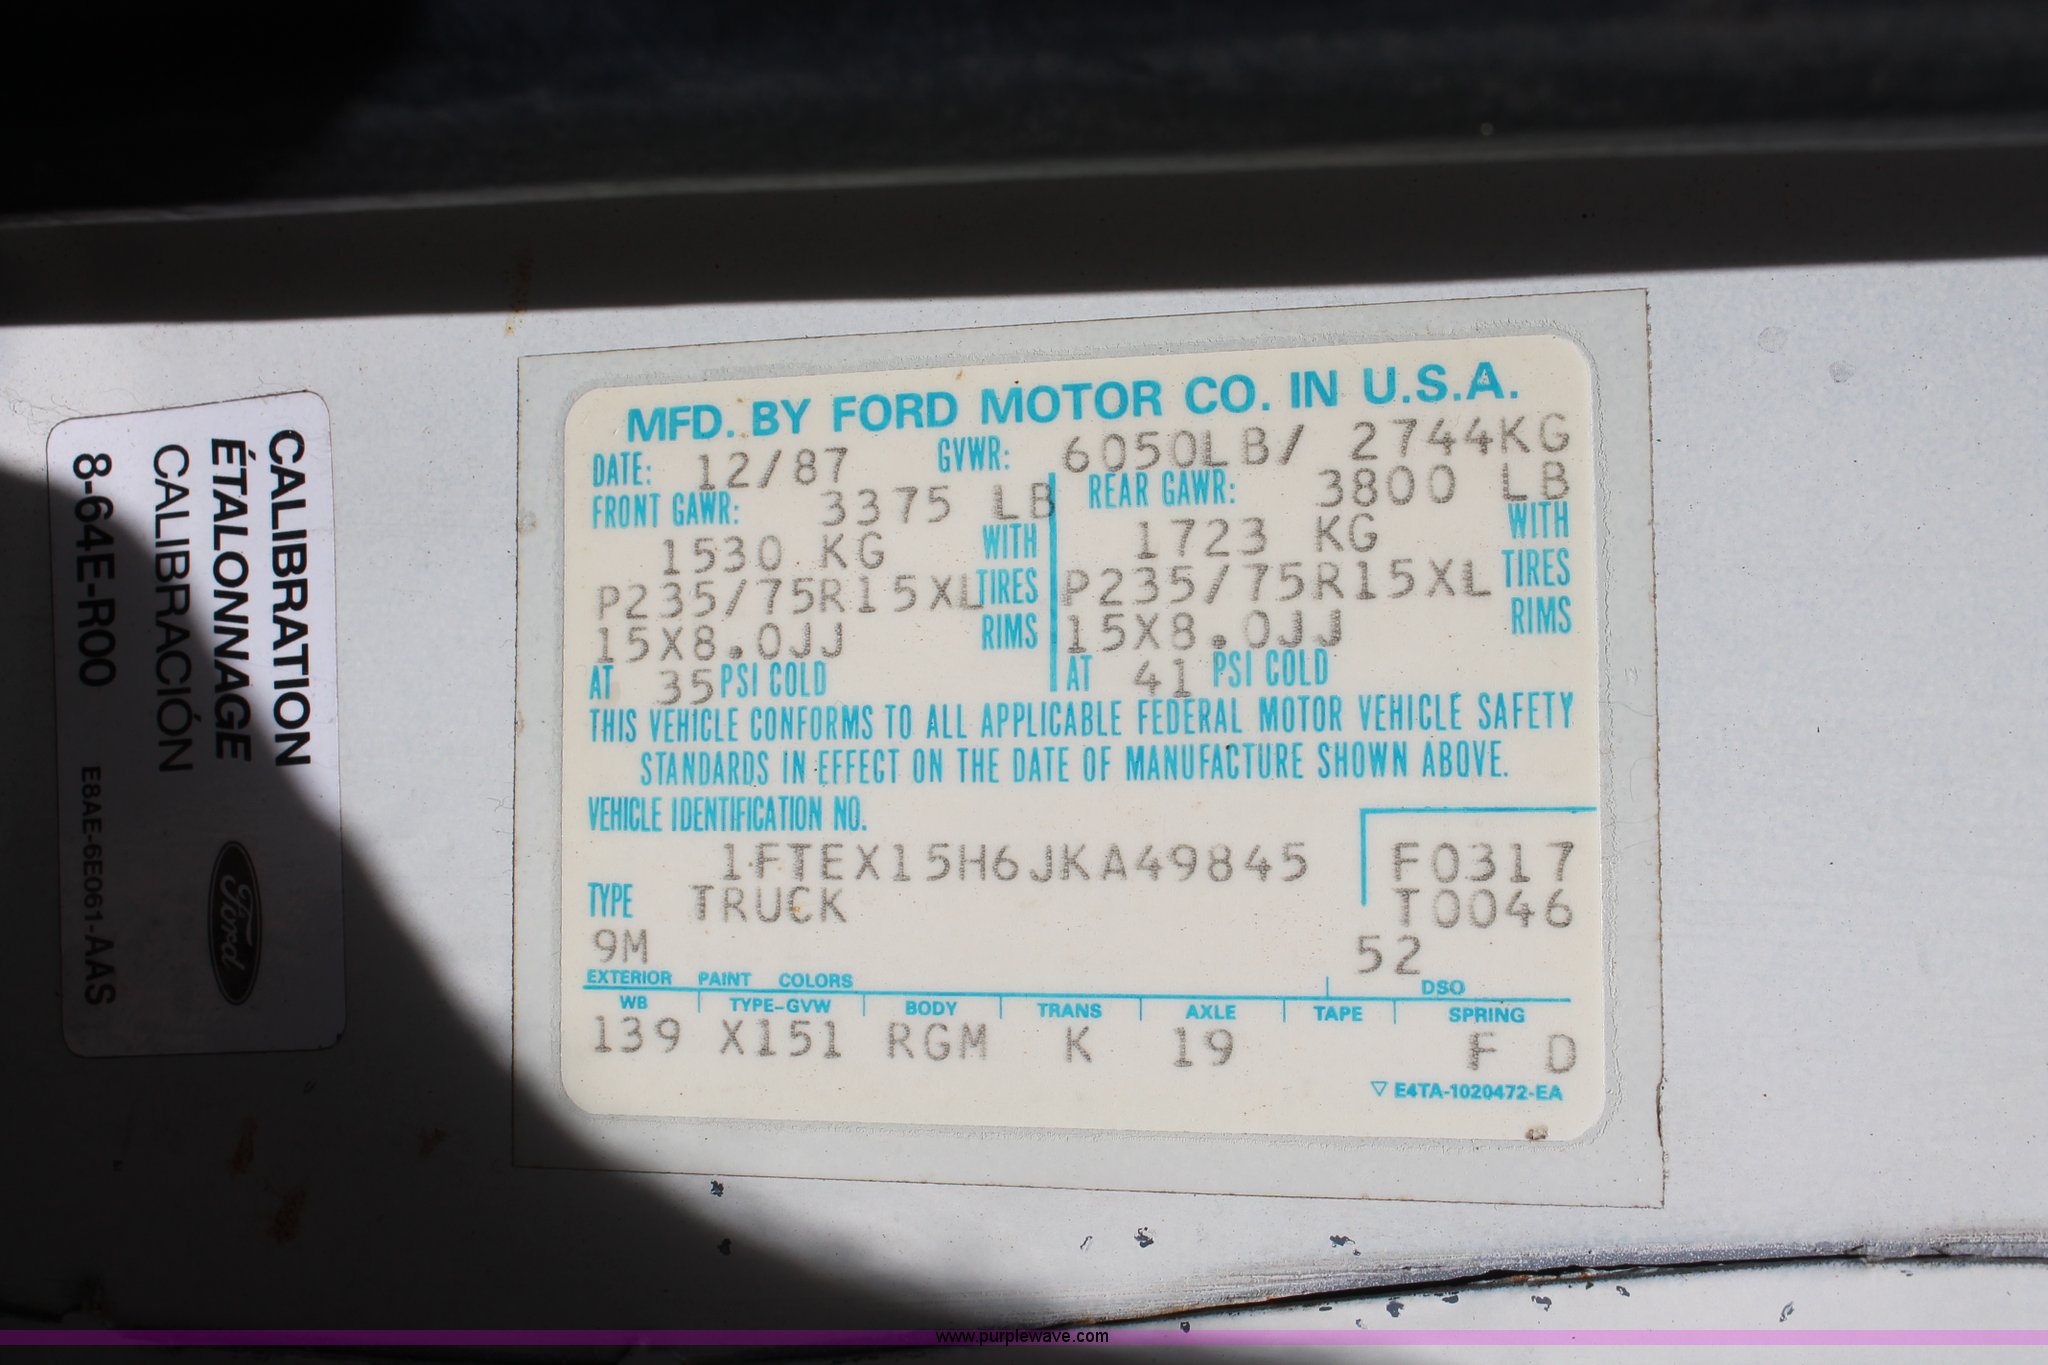 CALIBRATION
ÉTALONNAGE
CALIBRACIÓN
8-64E-R00 E8AE-6E061-AAS
Ford
MFD. BY FORD MOTOR CO. IN U.S.A.
DATE: 12/87 GVWR: 6050LB/ 2744KG
FRONT GAWR: 3375 LB REAR GAWR: 3800 LB
1530 KG WITH 1723 KG WITH
P235/75R15XL TIRES P235/75R15XL TIRES
15X8.0JJ RIMS 15X8.0JJ RIMS
AT 35 PSI COLD AT 41 PSI COLD
THIS VEHICLE CONFORMS TO ALL APPLICABLE FEDERAL MOTOR VEHICLE SAFETY
STANDARDS IN EFFECT ON THE DATE OF MANUFACTURE SHOWN ABOVE.
VEHICLE IDENTIFICATION NO.
1FTEX15H6JKA49845 F0317
TYPE TRUCK T0046
9M 52
EXTERIOR PAINT COLORS DSO
WB TYPE-GVW BODY TRANS AXLE TAPE SPRING
139 X151 RGM K 19 F D
▽ E4TA-1020472-EA
www.purplewave.com